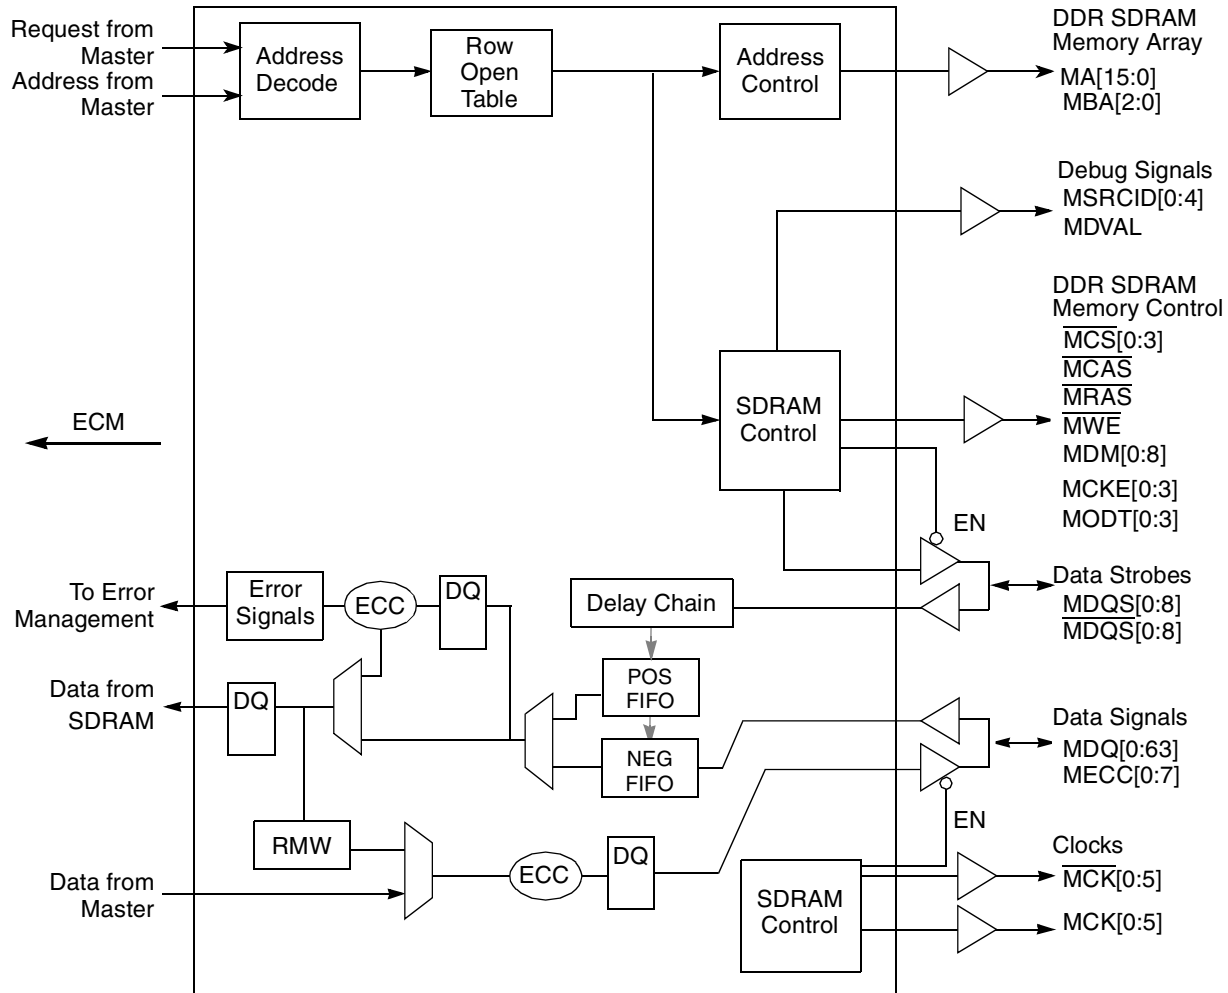 Request from
Master
Address from
Master
Address
Decode
Row
Open
Table
Address
Control
DDR SDRAM
Memory Array
MA[15:0]
MBA[2:0]
Debug Signals
MSRCID[0:4]
MDVAL
DDR SDRAM
Memory Control
MCS[0:3]
MCAS
MRAS
MWE
MDM[0:8]
MCKE[0:3]
MODT[0:3]
SDRAM
Control
ECM
EN
To Error
Management
Error
Signals
ECC
DQ
Delay Chain
Data Strobes
MDQS[0:8]
MDQS[0:8]
POS
FIFO
Data from
SDRAM
DQ
NEG
FIFO
Data Signals
MDQ[0:63]
MECC[0:7]
EN
RMW
ECC
DQ
Data from
Master
SDRAM
Control
Clocks
MCK[0:5]
MCK[0:5]